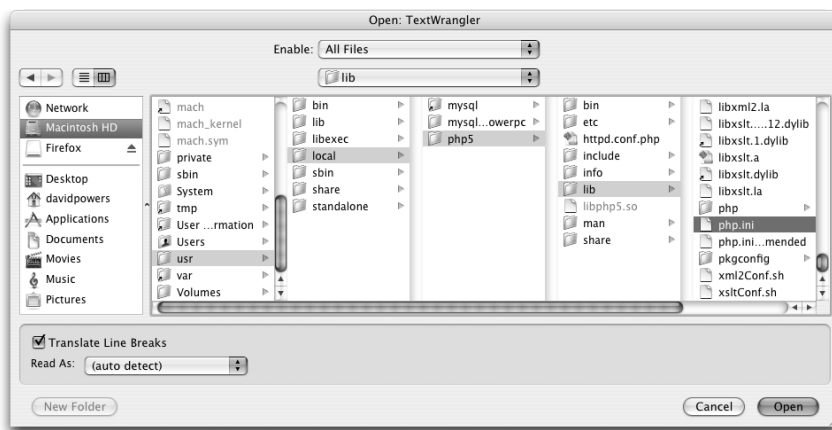 Open: TextWrangler
Enable: All Files
lib
Network
Macintosh HD
Firefox
Desktop
davidpowers
Applications
Documents
Movies
Music
Pictures
mach
mach_kernel
mach.sym
private
sbin
System
tmp
User ...rmation
Users
usr
var
Volumes
bin
lib
libexec
local
sbin
share
standalone
mysql
mysql...owerpc
php5
bin
etc
httpd.conf.php
include
info
lib
libphp5.so
man
share
libxml2.la
libxslt.....12.dylib
libxslt.1.dylib
libxslt.a
libxslt.dylib
libxslt.la
php
php.ini
php.ini...mended
pkgconfig
xml2Conf.sh
xsltConf.sh
Translate Line Breaks
Read As: (auto detect)
New Folder
Cancel
Open